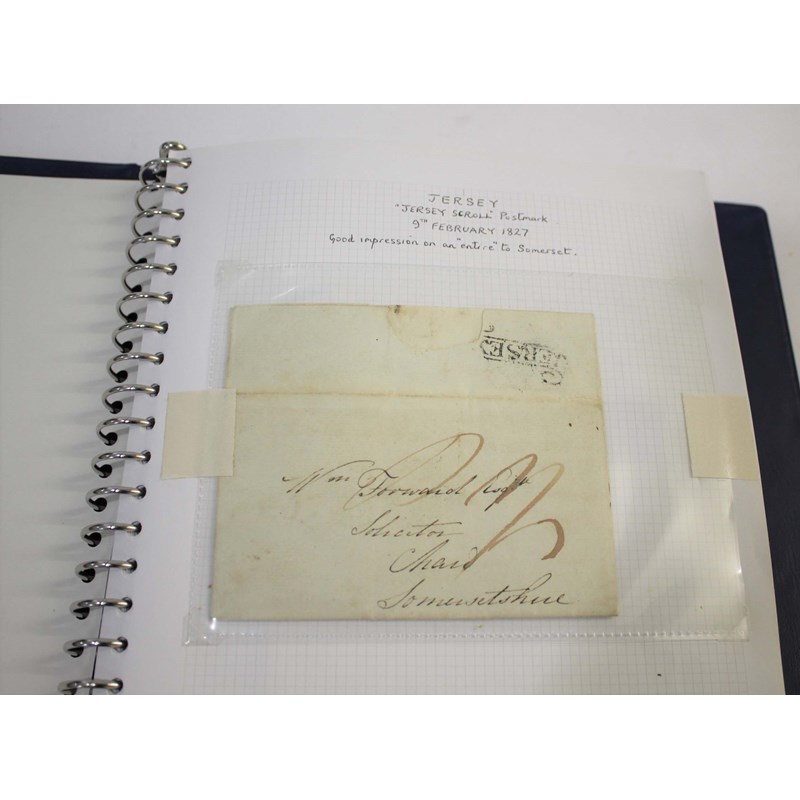 JERSEY
"JERSEY SCROLL" Postmark
9TH FEBRUARY 1827
Good impression on an "entire" to Somerset.
JERSEY
Wm Forward Esqre
Solicitor
Chard
Somersetshire